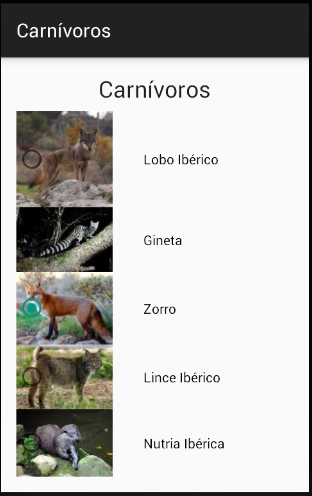 Carnívoros
Carnívoros
Lobo Ibérico
Gineta
Zorro
Lince Ibérico
Nutria Ibérica